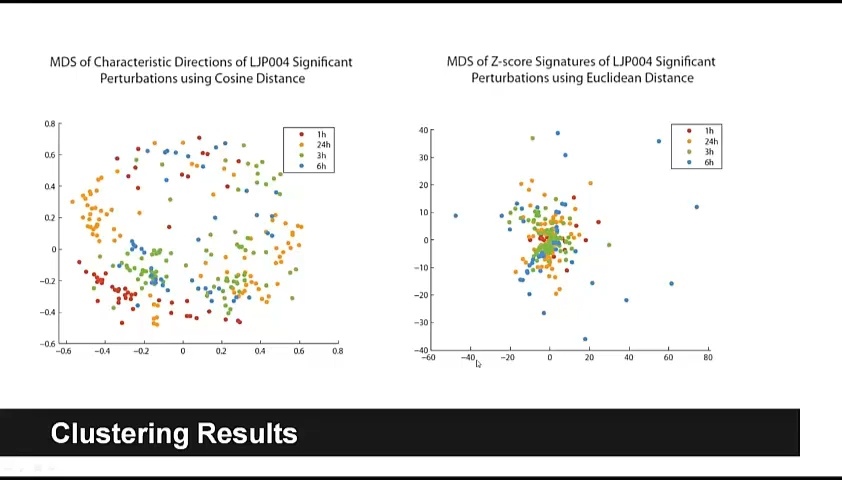 MDS of Characteristic Directions of LJP004 Significant
Perturbations using Cosine Distance
0.8
0.6
0.4
0.2
0
−0.2
−0.4
−0.6
−0.6
−0.4
−0.2
0
0.2
0.4
0.6
0.8
1h
24h
3h
6h
MDS of Z-score Signatures of LJP004 Significant
Perturbations using Euclidean Distance
40
30
20
10
0
−10
−20
−30
−40
−60
−40
−20
0
20
40
60
80
1h
24h
3h
6h
Clustering Results